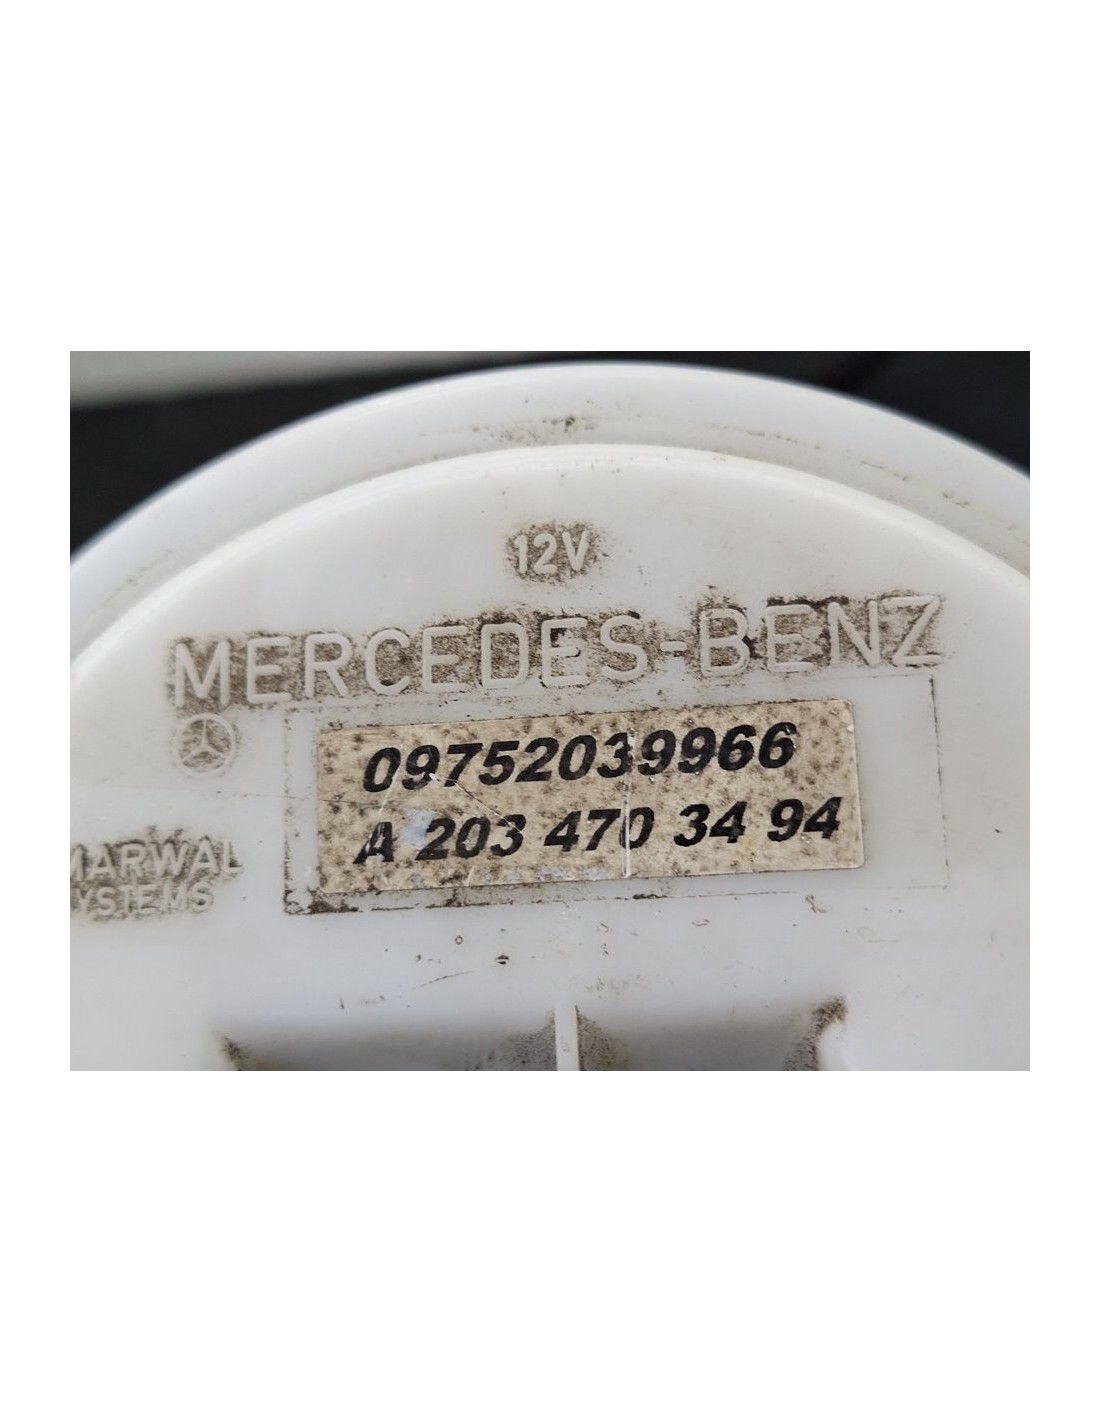 12V
MERCEDES-BENZ
09752039966
A 203 470 34 94
MARWAL
YSTEMS